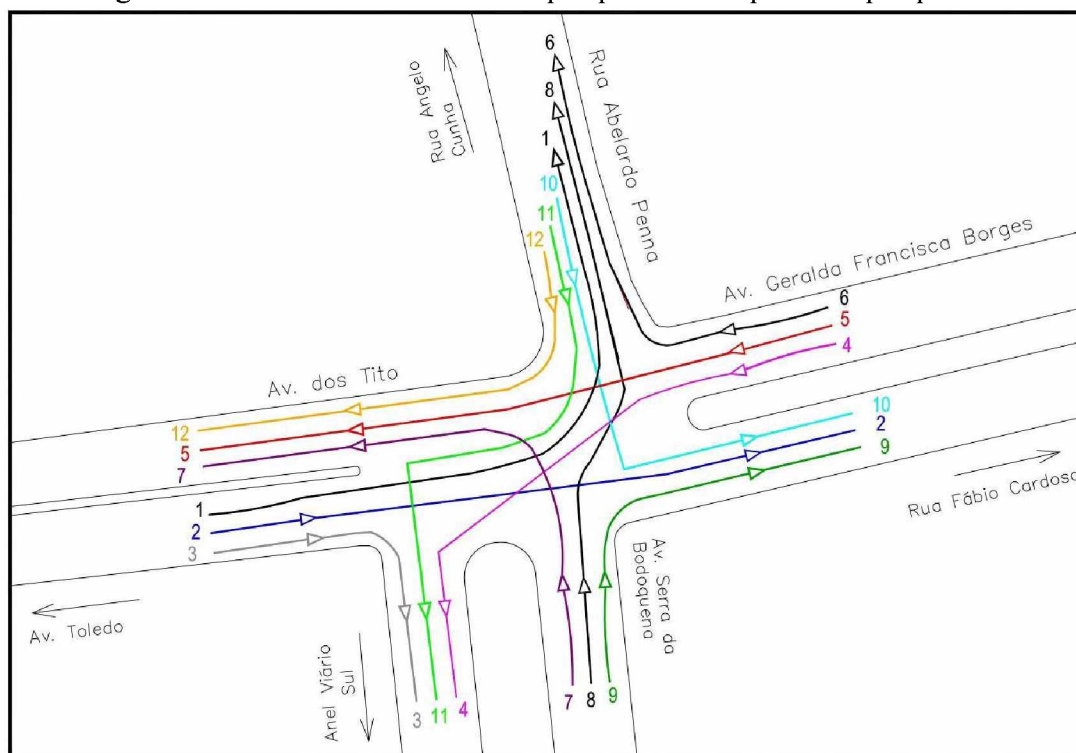 6
8
1
10
11
12
Rua Angelo
Cunha
Rua Abelardo Penna
Av. Geralda Francisca Borges
6
5
4
Av. dos Tito
12
5
7
10
2
9
1
2
3
Rua Fábio Cardoso
Av. Serra da
Bodoquena
Av. Toledo
Anel Viário
Sul
3
11
4
7
8
9